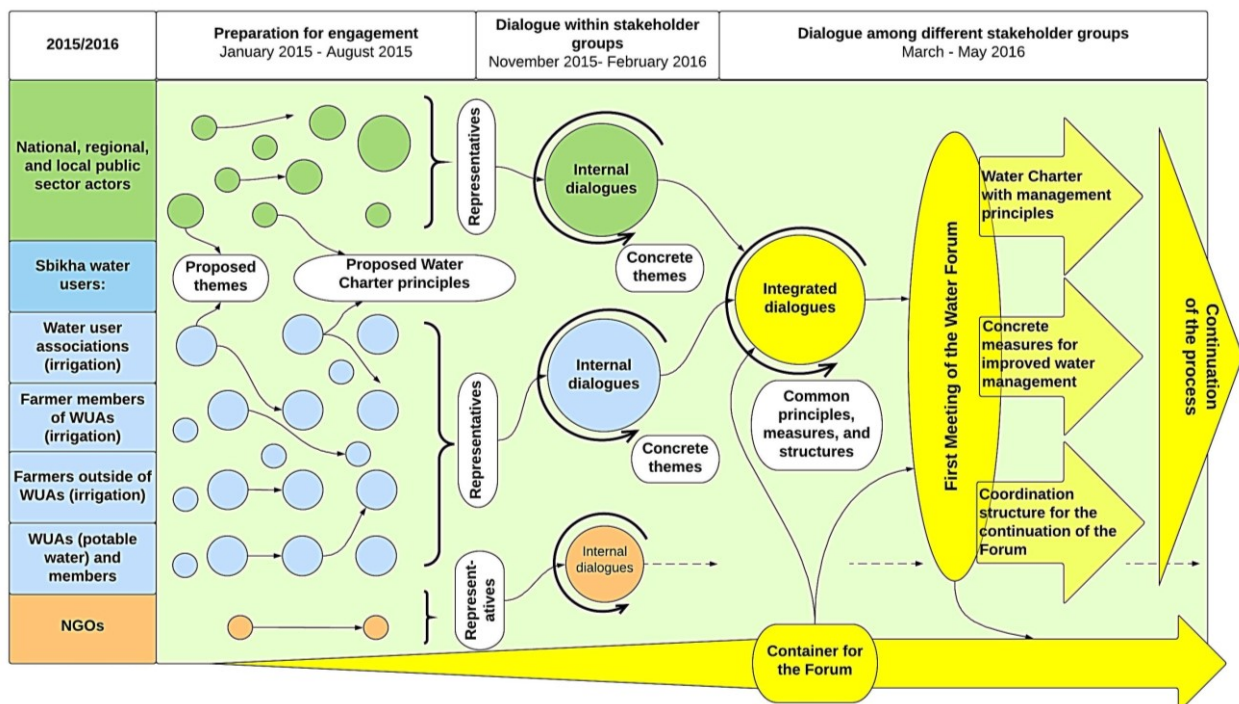 2015/2016
Preparation for engagement
January 2015 - August 2015
Dialogue within stakeholder
groups
November 2015- February 2016
Dialogue among different stakeholder groups
March - May 2016
National, regional,
and local public
sector actors
Sbikha water
users:
Water user
associations
(irrigation)
Farmer
members
of WUAs
(irrigation)
Farmers outside of
WUAs (irrigation)
WUAs (potable
water) and
members
NGOs
Proposed
themes
Proposed Water
Charter principles
Representatives
Representatives
Represent-
atives
Internal
dialogues
Concrete
themes
Internal
dialogues
Concrete
themes
Internal
dialogues
Integrated
dialogues
Common
principles,
measures, and
structures
Container for
the Forum
First Meeting of the Water Forum
Water Charter
with management
principles
Concrete
measures for
improved water
management
Coordination
structure for the
continuation of the
Forum
Continuation
of the process